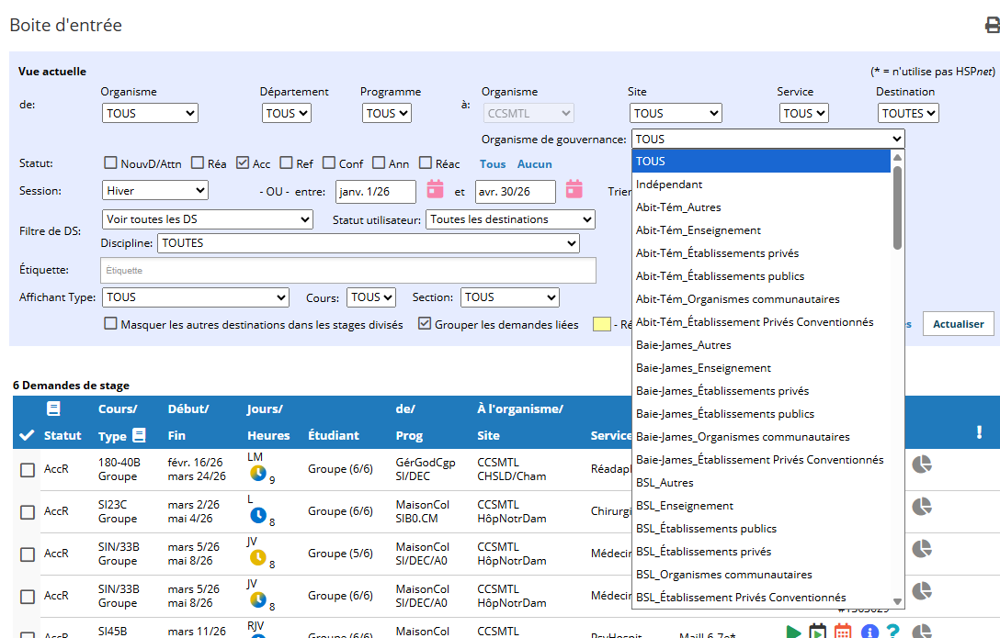 Boite d'entrée
Vue actuelle
(* = n'utilise pas HSPnet)
de:
Organisme
Département
Programme
à:
Organisme
Site
Service
Destination
TOUS
TOUS
TOUS
CCSMTL
TOUS
TOUS
TOUTES
Organisme de gouvernance: TOUS
Statut: NouvD/Attn Réa Acc Ref Conf Ann Réac Tous Aucun
Session: Hiver - OU - entre: janv. 1/26 et avr. 30/26 Trier
Filtre de DS: Voir toutes les DS Statut utilisateur: Toutes les destinations
Discipline: TOUTES
Étiquette: Étiquette
Affichant Type: TOUS Cours: TOUS Section: TOUS
Masquer les autres destinations dans les stages divisés Grouper les demandes liées - Ré
Actualiser
TOUS
Indépendant
Abit-Tém_Autres
Abit-Tém_Enseignement
Abit-Tém_Établissements privés
Abit-Tém_Établissements publics
Abit-Tém_Organismes communautaires
Abit-Tém_Établissement Privés Conventionnés
Baie-James_Autres
Baie-James_Enseignement
Baie-James_Établissements privés
Baie-James_Établissements publics
Baie-James_Organismes communautaires
Baie-James_Établissement Privés Conventionnés
BSL_Autres
BSL_Enseignement
BSL_Établissements publics
BSL_Établissements privés
BSL_Organismes communautaires
BSL_Établissement Privés Conventionnés
6 Demandes de stage
Cours/ Début/ Jours/ de/ À l'organisme/
Statut Type Fin Heures Étudiant Prog Site Service !
AccR 180-40B févr. 16/26 LM Groupe (6/6) GérGodCgp CCSMTL Réadap
Groupe mars 24/26 9 SI/DEC CHSLD/Cham
AccR SI23C mars 2/26 L Groupe (6/6) MaisonCol CCSMTL Chirurgi
Groupe mai 4/26 8 SIB0.CM HôpNotrDam
AccR SIN/33B mars 5/26 JV Groupe (5/6) MaisonCol CCSMTL Médecin
Groupe mai 8/26 8 SI/DEC/A0 HôpNotrDam
AccR SIN/33B mars 5/26 JV Groupe (6/6) MaisonCol CCSMTL Médecin
Groupe mai 8/26 8 SI/DEC/A0 HôpNotrDam
AccR SI45B mars 11/26 RJV Groupe (6/6) MaisonCol CCSMTL